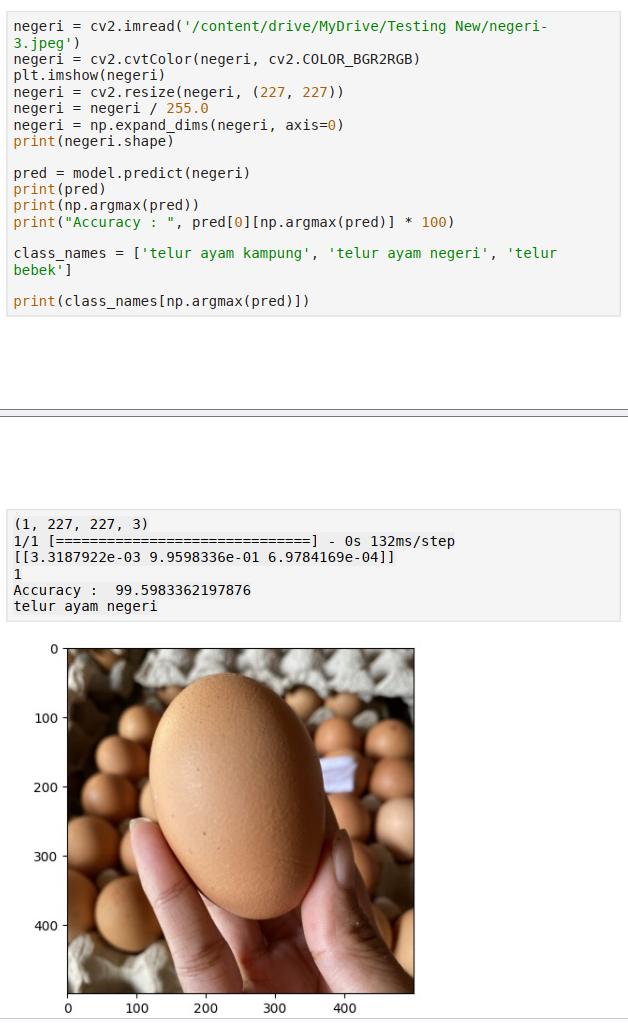 negeri = cv2.imread('/content/drive/MyDrive/Testing New/negeri-
3.jpeg')
negeri = cv2.cvtColor(negeri, cv2.COLOR_BGR2RGB)
plt.imshow(negeri)
negeri = cv2.resize(negeri, (227, 227))
negeri = negeri / 255.0
negeri = np.expand_dims(negeri, axis=0)
print(negeri.shape)
pred = model.predict(negeri)
print(pred)
print(np.argmax(pred))
print("Accuracy : ", pred[0][np.argmax(pred)] * 100)
class_names = ['telur ayam kampung', 'telur ayam negeri', 'telur
bebek']
print(class_names[np.argmax(pred)])
(1, 227, 227, 3)
1/1 [==============================] - 0s 132ms/step
[[3.3187922e-03 9.9598336e-01 6.9784169e-04]]
1
Accuracy :  99.5983362197876
telur ayam negeri
0
100
200
300
400
0 100 200 300 400